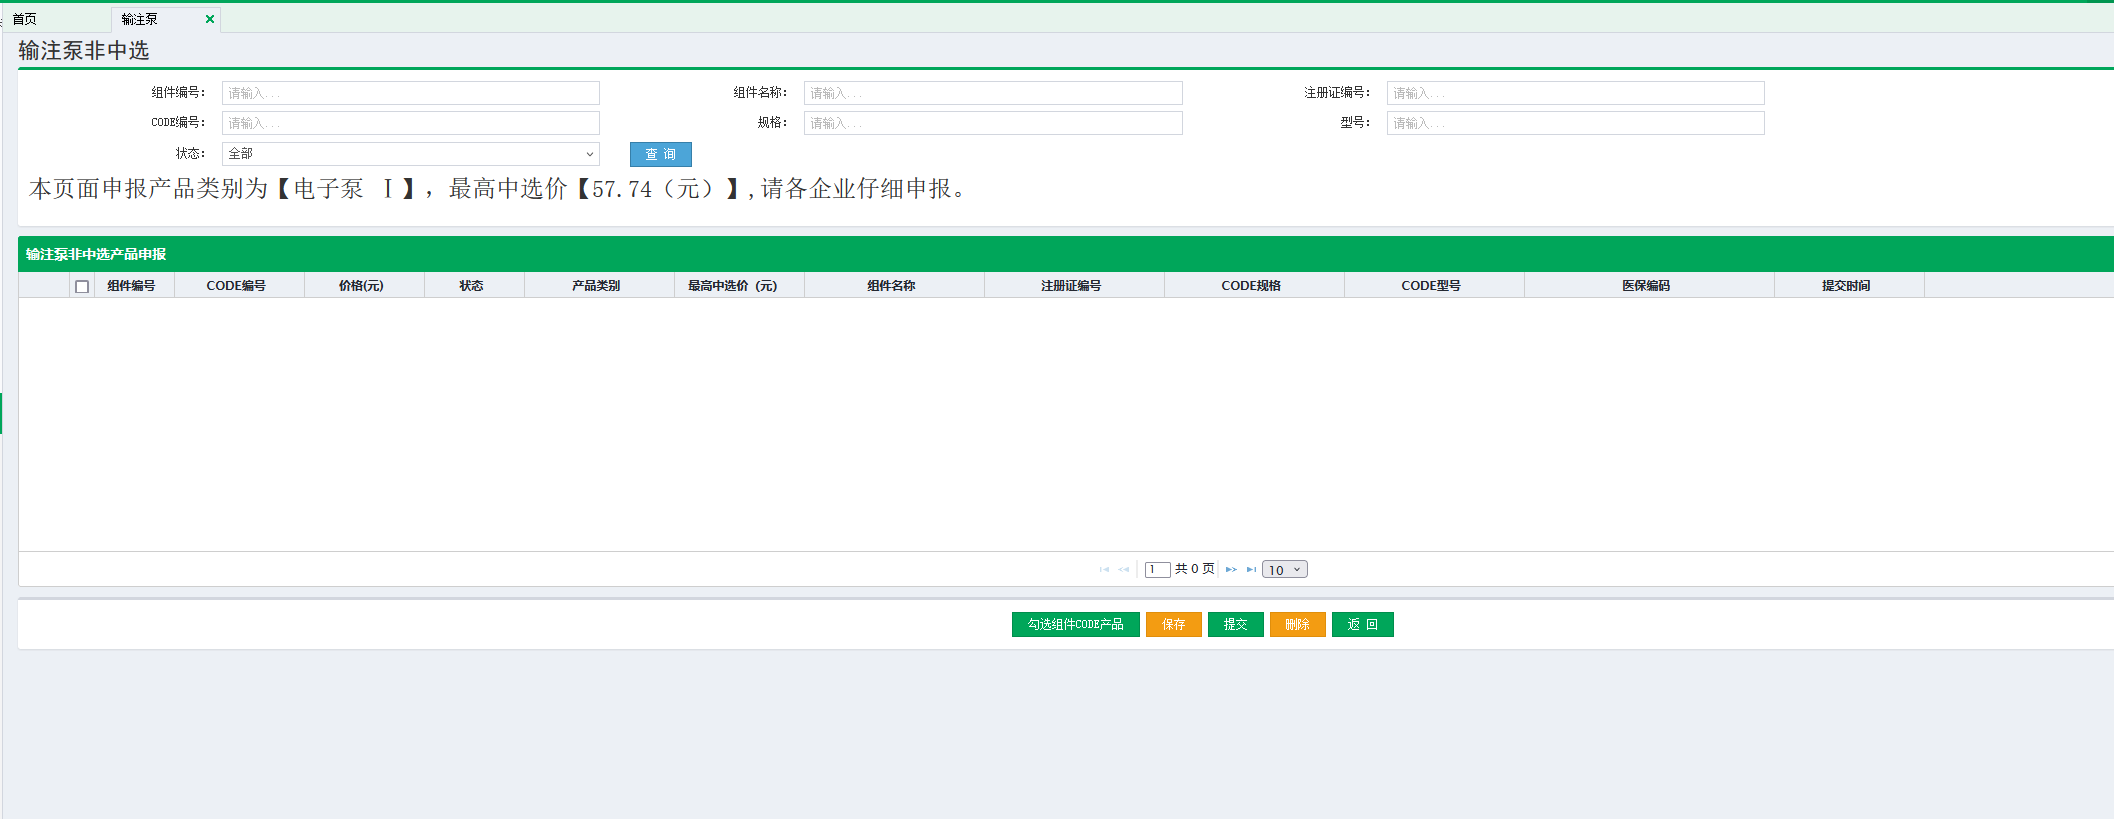 首页 输注泵
输注泵非中选
组件编号: 请输入... 组件名称: 请输入... 注册证编号: 请输入...
CODE编号: 请输入... 规格: 请输入... 型号: 请输入...
状态: 全部 查 询
本页面申报产品类别为【电子泵 Ⅰ】，最高中选价【57.74（元）】,请各企业仔细申报。
输注泵非中选产品申报
组件编号 CODE编号 价格(元) 状态 产品类别 最高中选价（元） 组件名称 注册证编号 CODE规格 CODE型号 医保编码 提交时间
1 共 0 页 10
勾选组件CODE产品 保存 提交 删除 返 回